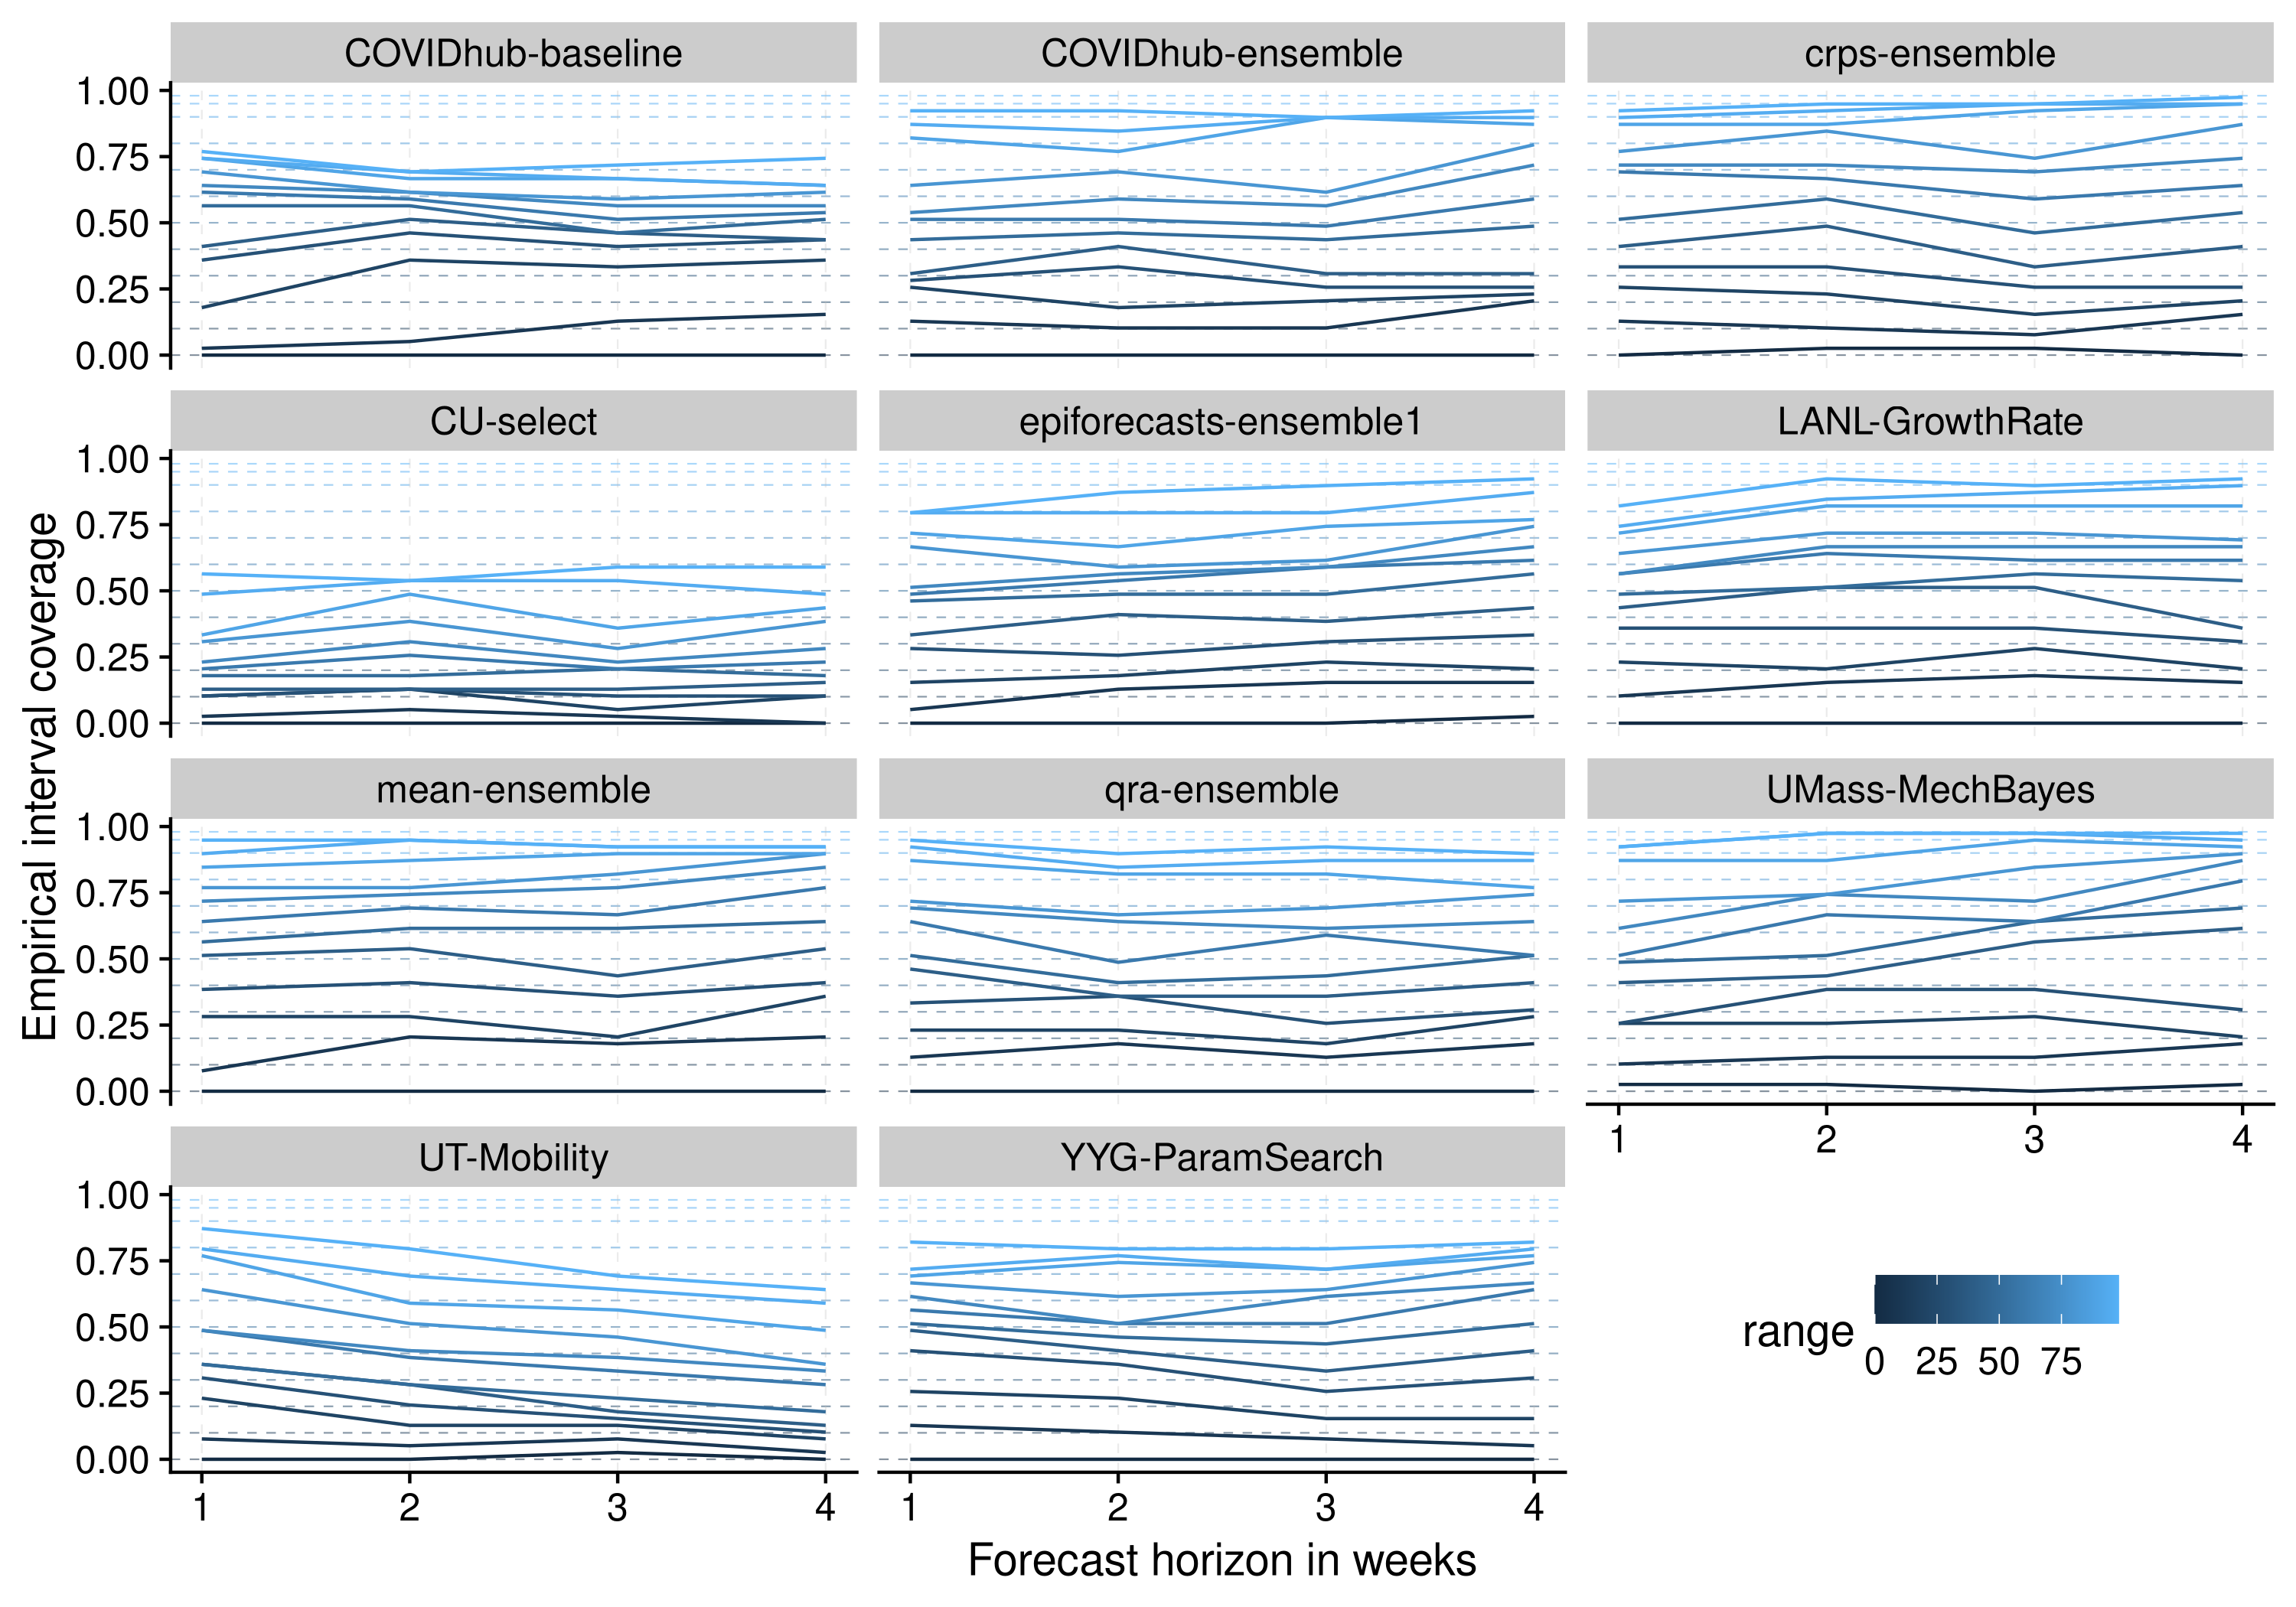 COVIDhub-baseline COVIDhub-ensemble crps-ensemble
1.00
0.75
0.50
0.25
0.00
CU-select epiforecasts-ensemble1 LANL-GrowthRate
1.00
0.75
0.50
0.25
0.00
mean-ensemble qra-ensemble UMass-MechBayes
1.00
0.75
0.50
0.25
0.00
1 2 3 4
UT-Mobility YYG-ParamSearch
1.00
0.75
0.50
0.25
0.00
1 2 3 4 1 2 3 4
Empirical interval coverage
Forecast horizon in weeks
range
0 25 50 75